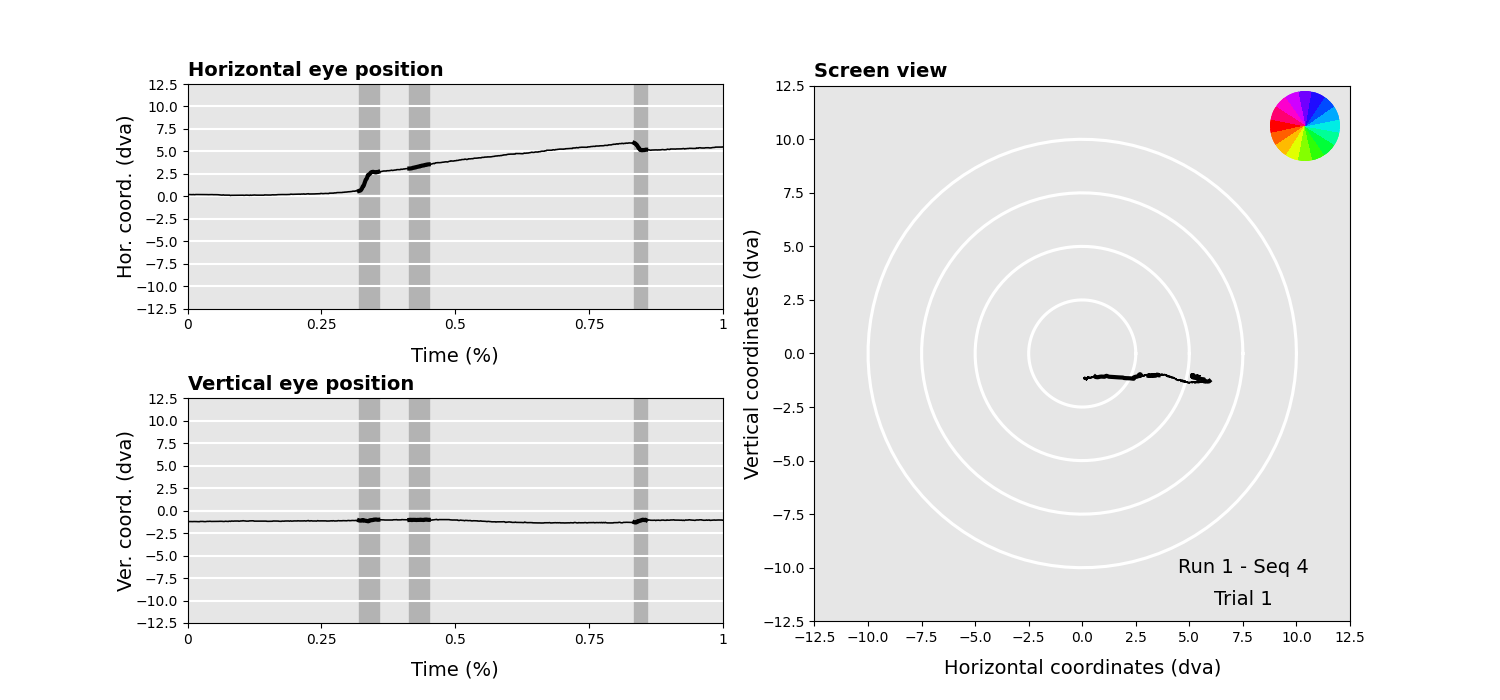 Horizontal eye position
12.5
10.0
7.5
5.0
2.5
0.0
−2.5
−5.0
−7.5
−10.0
−12.5
Hor. coord. (dva)
0 0.25 0.5 0.75 1
Time (%)
Vertical eye position
12.5
10.0
7.5
5.0
2.5
0.0
−2.5
−5.0
−7.5
−10.0
−12.5
Ver. coord. (dva)
0 0.25 0.5 0.75 1
Time (%)
Screen view
12.5
10.0
7.5
5.0
2.5
0.0
−2.5
−5.0
−7.5
−10.0
−12.5
Vertical coordinates (dva)
Run 1 - Seq 4
Trial 1
−12.5 −10.0 −7.5 −5.0 −2.5 0.0 2.5 5.0 7.5 10.0 12.5
Horizontal coordinates (dva)